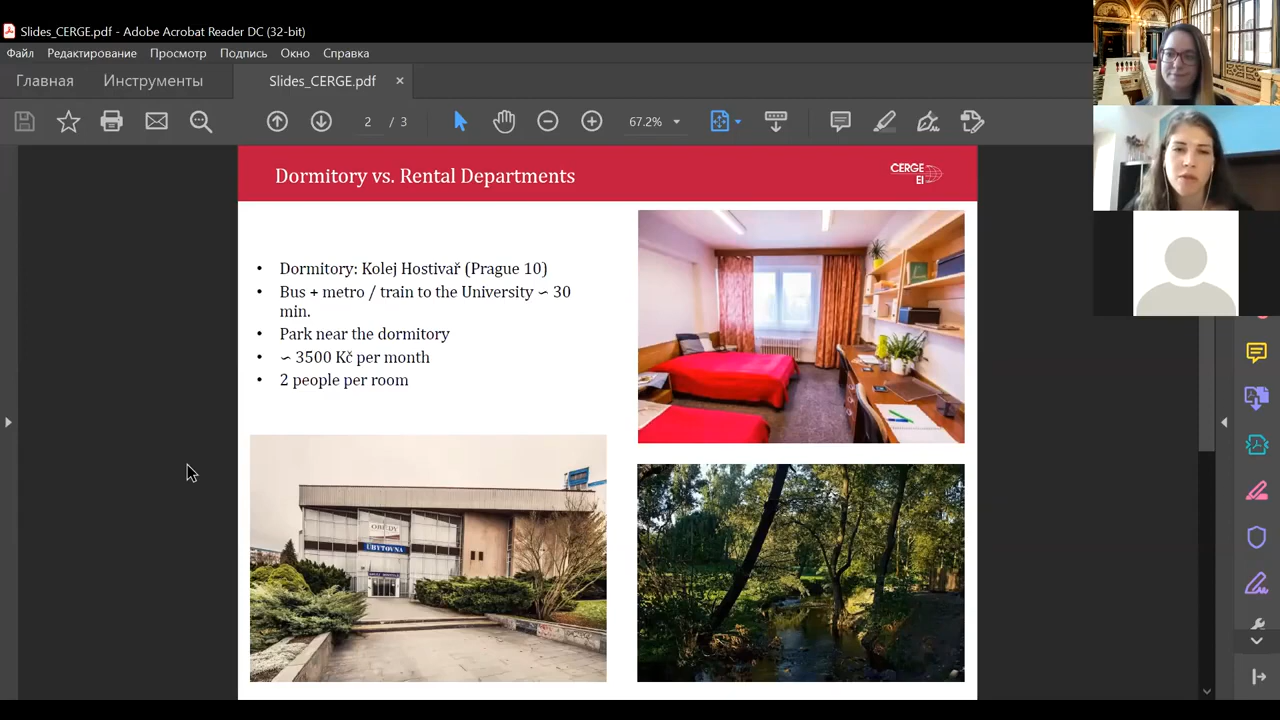 Slides_CERGE.pdf - Adobe Acrobat Reader DC (32-bit)
Файл Редактирование Просмотр Подпись Окно Справка
Главная Инструменты Slides_CERGE.pdf ×
2 / 3 67.2%
Dormitory vs. Rental Departments
CERGE
EI
• Dormitory: Kolej Hostivař (Prague 10)
• Bus + metro / train to the University ∽ 30
min.
• Park near the dormitory
• ∽ 3500 Kč per month
• 2 people per room
OBĚDY
UBYTOVNA